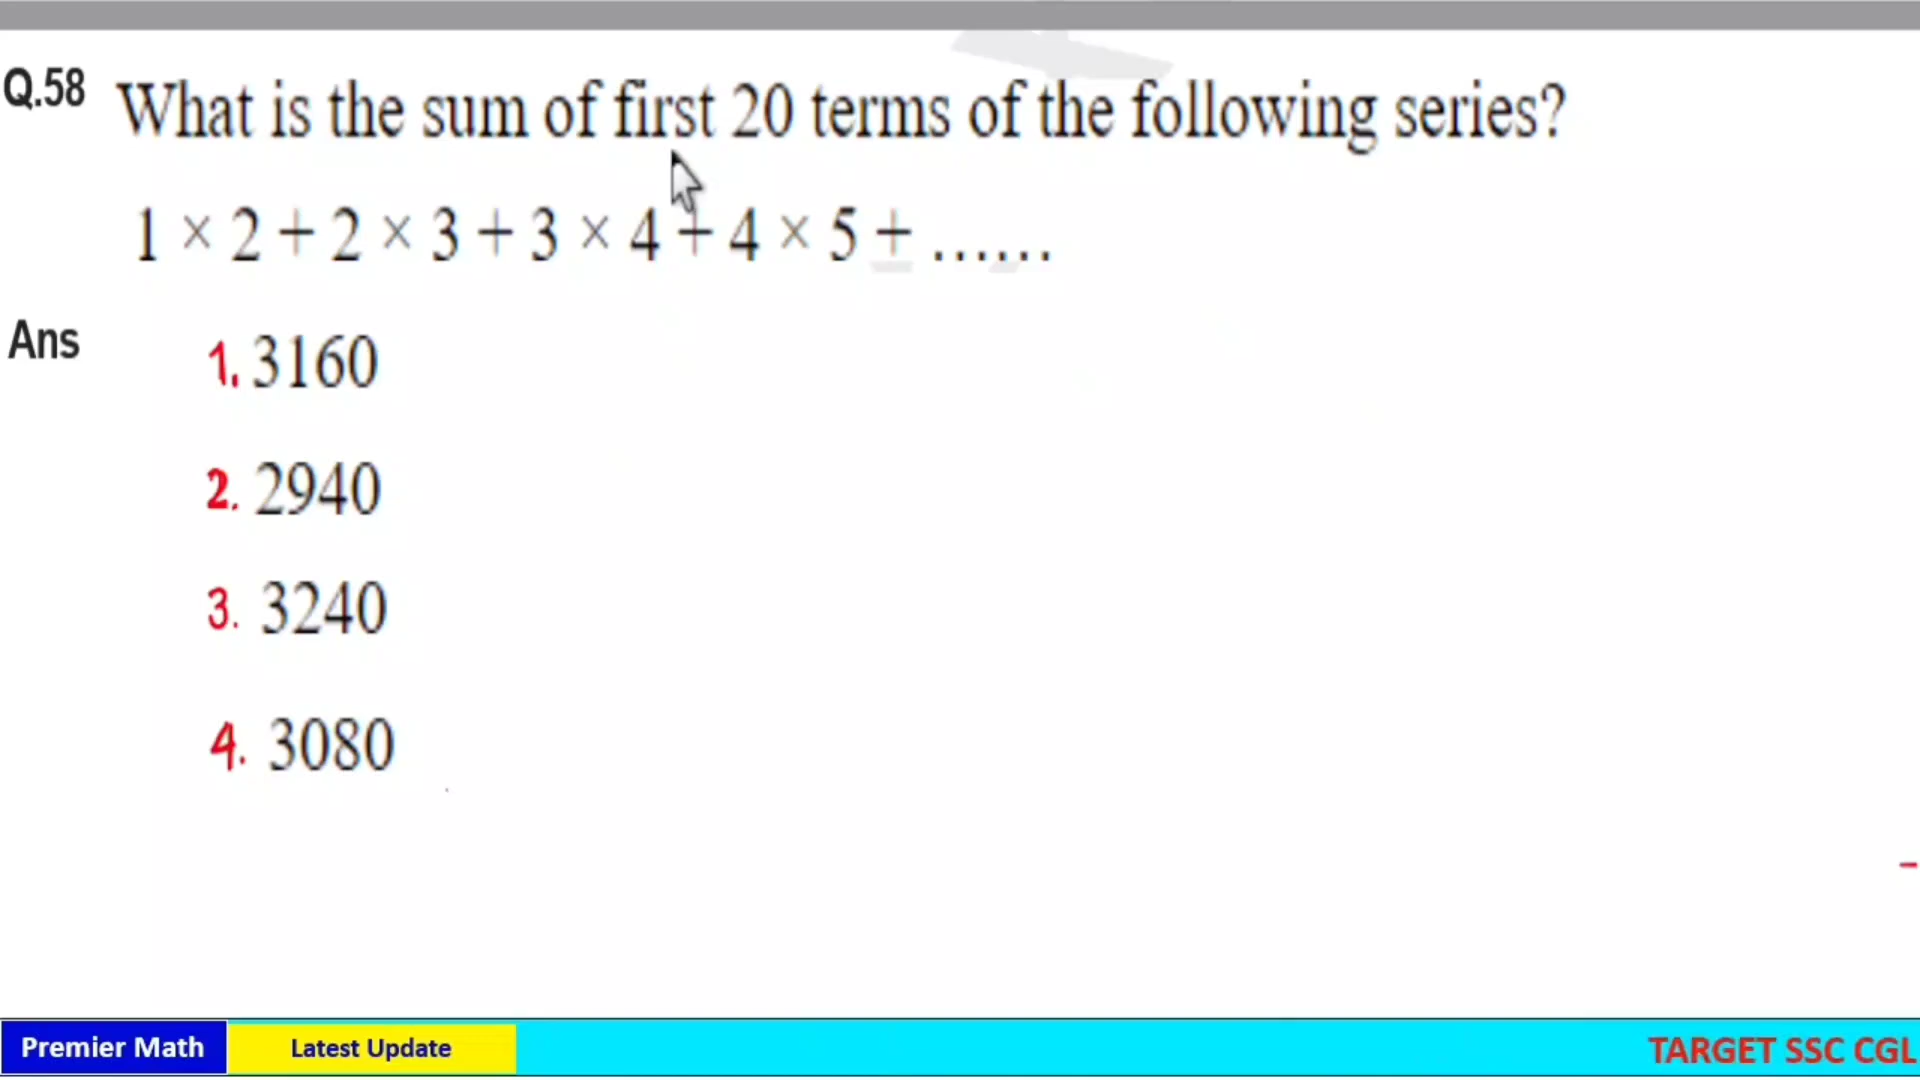 Q.58 What is the sum of first 20 terms of the following series?
1 × 2 + 2 × 3 + 3 × 4 + 4 × 5 + ......
Ans
1. 3160
2. 2940
3. 3240
4. 3080
Premier Math Latest Update TARGET SSC CGL